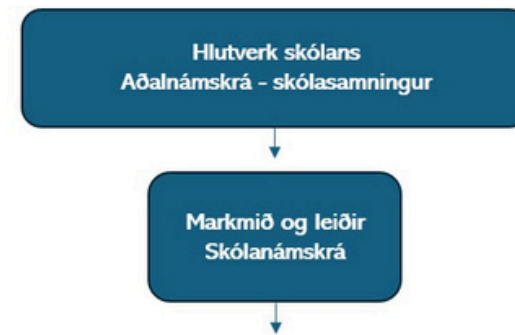 Hlutverk skólans
Aðalnámskrá - skólasamningur
Markmið og leiðir
Skólanámskrá